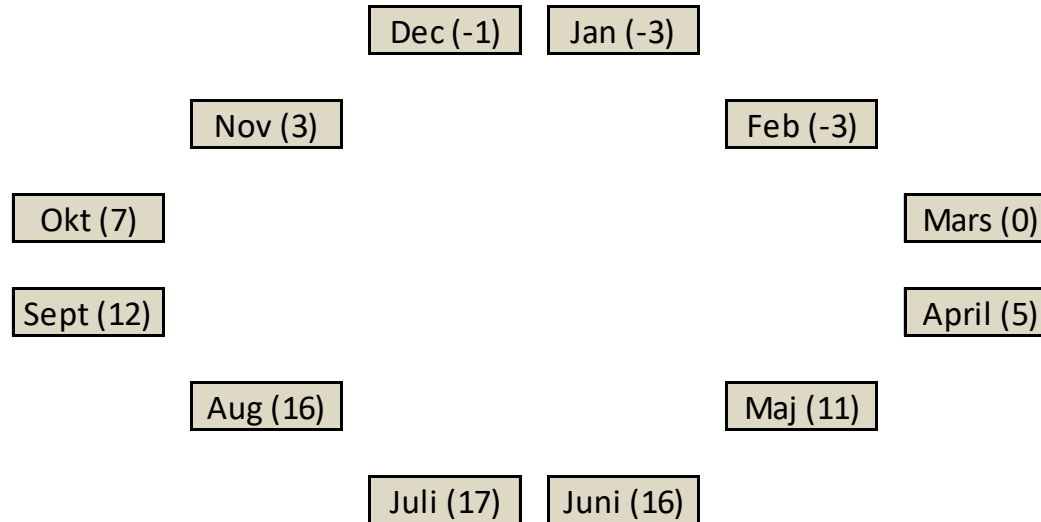 Dec (-1) Jan (-3)
Nov (3) Feb (-3)
Okt (7) Mars (0)
Sept (12) April (5)
Aug (16) Maj (11)
Juli (17) Juni (16)